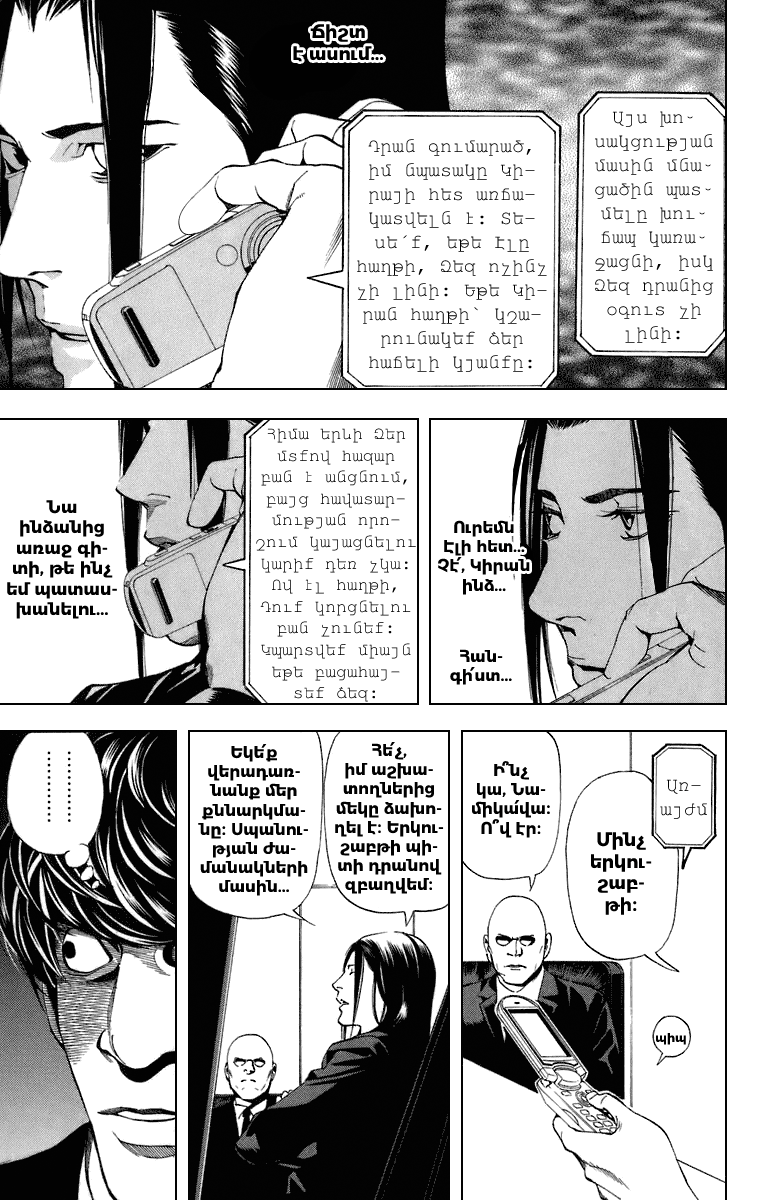 Այս խո-
սակցության
մասին մնա-
ցածին պատ-
մելը խու-
ճապ կառա-
ջացնի, իսկ
Ձեզ դրանից
օգուտ չի
լինի:
Դրան գումարած,
իմ նպատակը Կի-
րայի հետ առճա-
կատվելն է: Տե-
սե՛ք, եթե Էլը
հաղթի, Ձեզ ոչինչ
չի լինի: Եթե Կի-
րան հաղթի՝ կշա-
րունակեք ձեր
հաճելի կյանքը:
Ճիշտ
է ասում...
Ուրեմն
Էլի հետ...
Չէ՛, Կիրան
ինձ...
Հան-
գի՛ստ...
Հիմա երևի Ձեր
մտքով հազար
բան է անցնում,
բայց հավատար-
մության որո-
շում կայացնելու
կարիք դեռ չկա:
Ով էլ հաղթի,
Դուք կորցնելու
բան չունեք:
Կպարտվեք միայն
եթե բացահայ-
տեք ձեզ:
Նա
ինձանից
առաջ գի-
տի, թե ինչ
եմ պատաս-
խանելու...
Առ-
այժմ
Մինչ
երկու-
շաբ-
թի:
պիպ
Ի՞նչ
կա, Նա-
միկա՛վա:
Ո՞վ էր:
Հե՛չ,
իմ աշխա-
տողներից
մեկը ձախո-
ղել է: Երկու-
շաբթի պի-
տի դրանով
զբաղվեմ:
Եկե՛ք
վերադառ-
նանք մեր
քննարկմա-
նը: Սպանու-
թյան ժա-
մանակների
մասին...